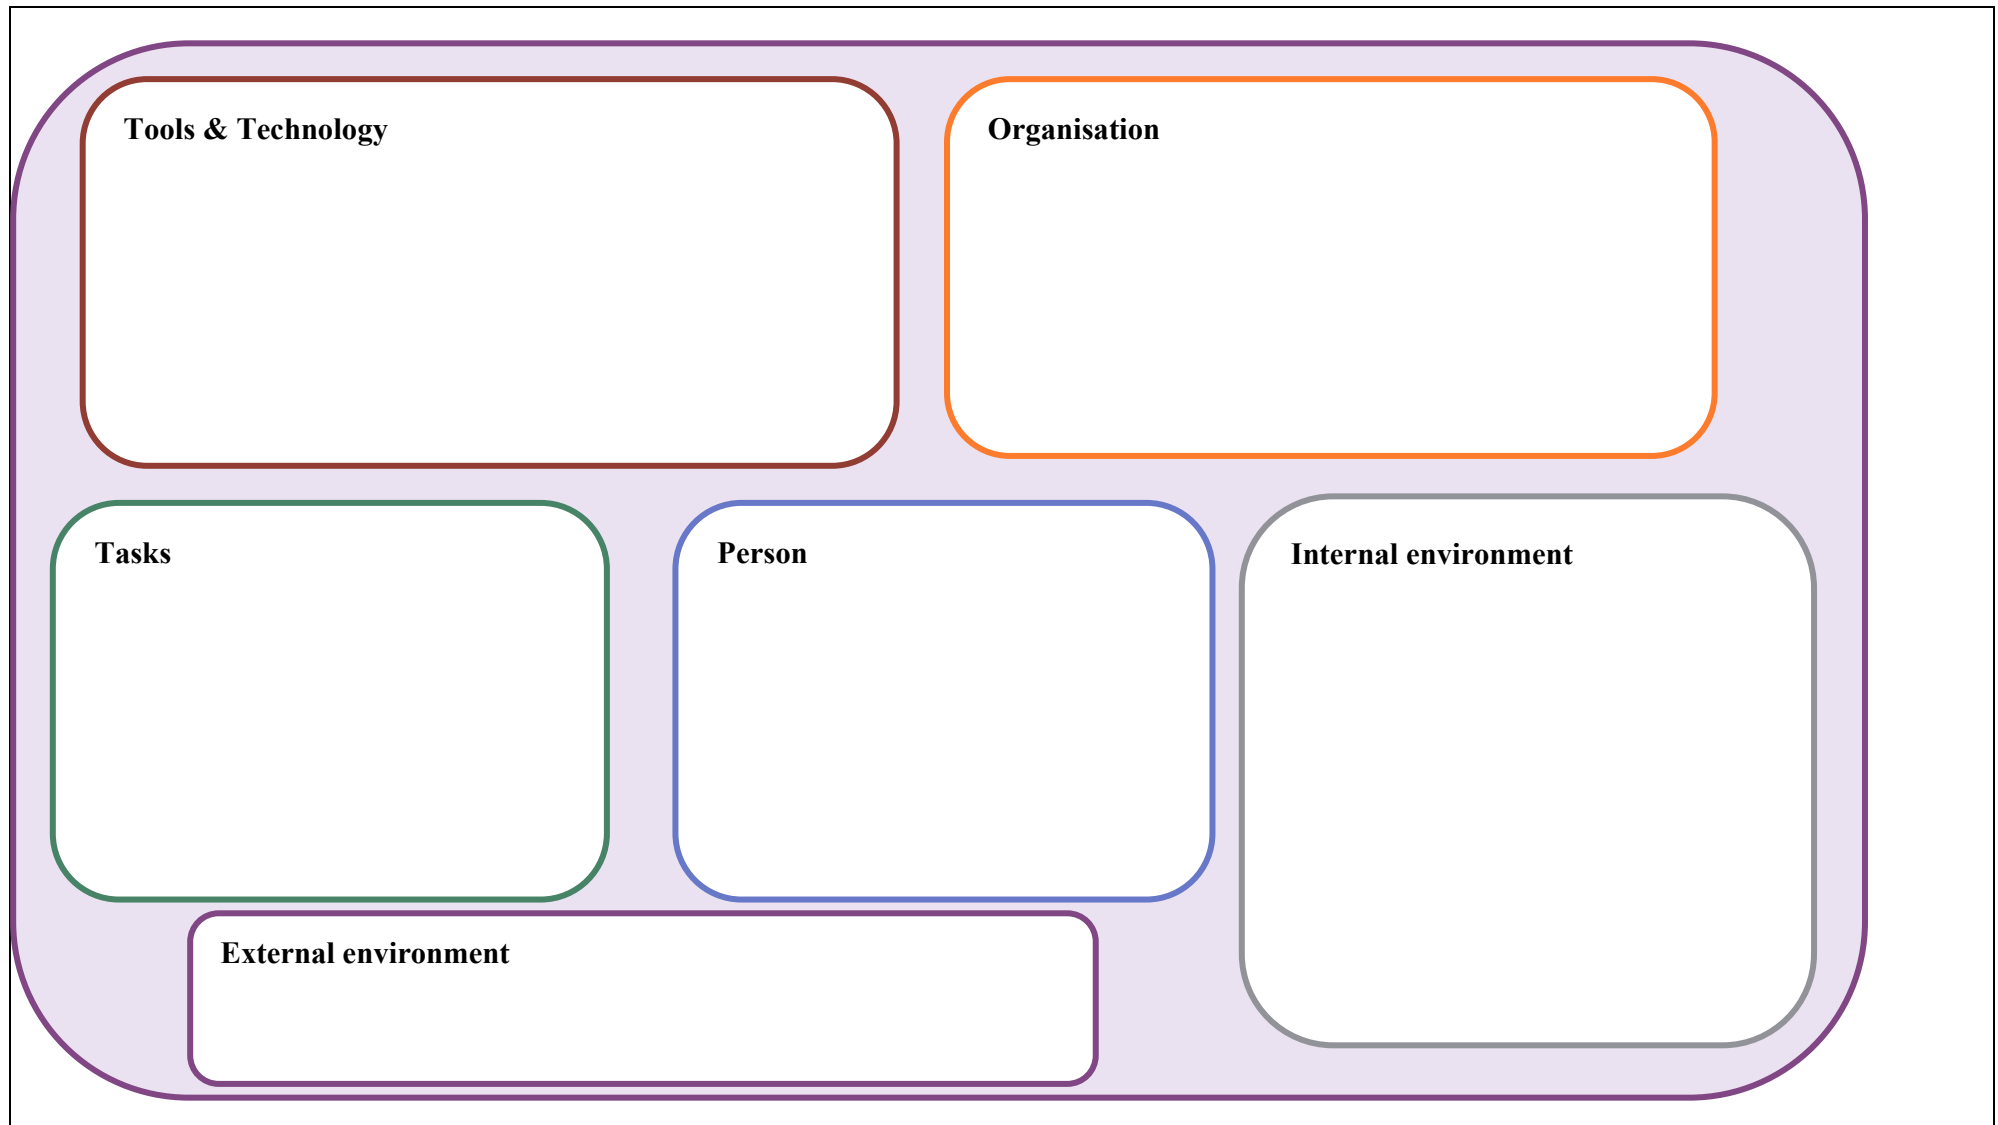 Tools & Technology
Organisation
Tasks
Person
Internal environment
External environment